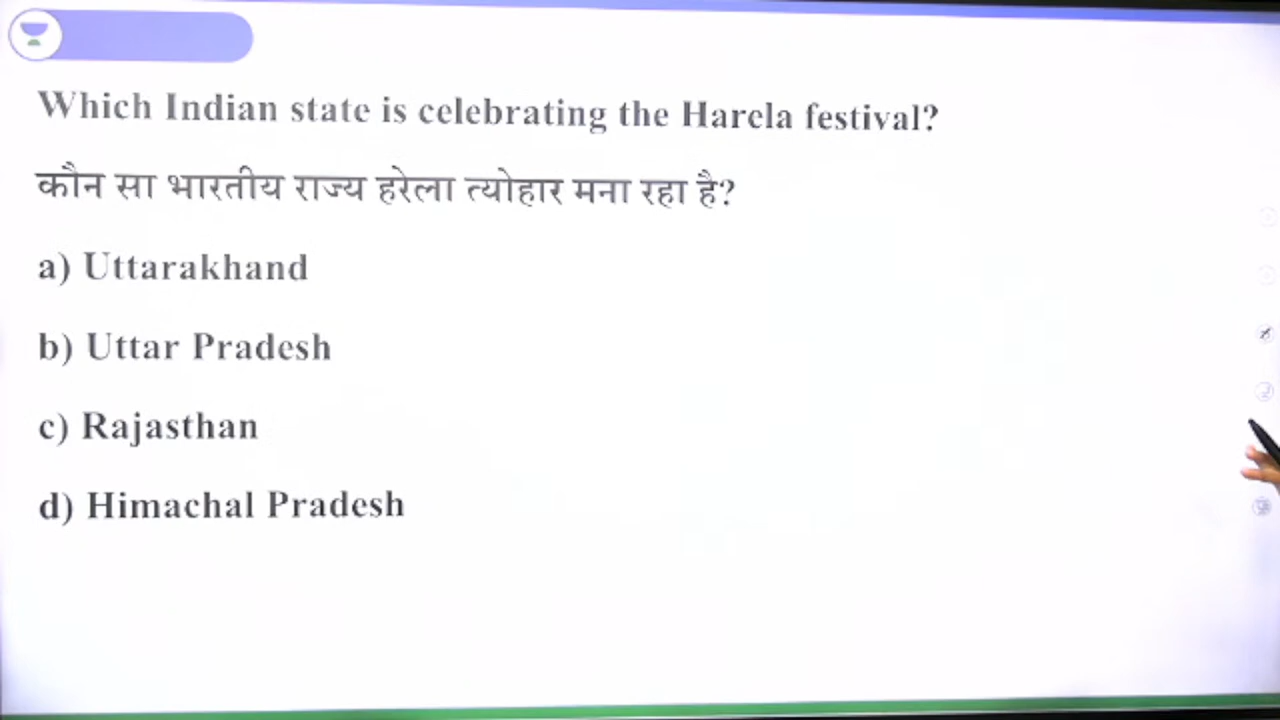 Which Indian state is celebrating the Harela festival?
कौन सा भारतीय राज्य हरेला त्योहार मना रहा है?
a) Uttarakhand
b) Uttar Pradesh
c) Rajasthan
d) Himachal Pradesh